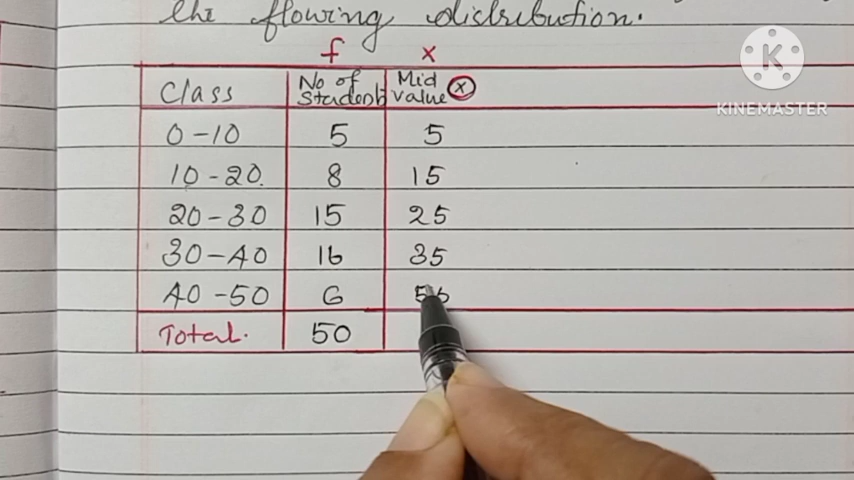 the flowing distribution.
f x
Class No of Student Mid Value x
0-10 5 5
10-20. 8 15
20-30 15 25
30-40 16 35
40-50 6
Total. 50
K
KINEMASTER